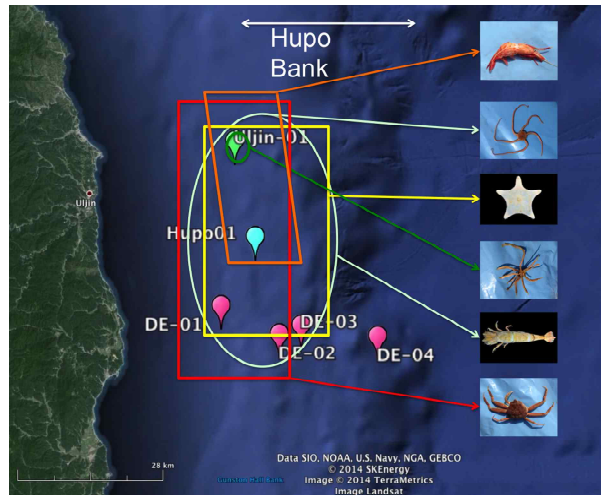 Hupo
Bank
Uljin-01
Uljin
Hupo01
DE-01
DE-03
DE-02
DE-04
Data SIO, NOAA, U.S. Navy, NGA, GEBCO
© 2014 SKEnergy
28 km
Image © 2014 TerraMetrics
Image Landsat